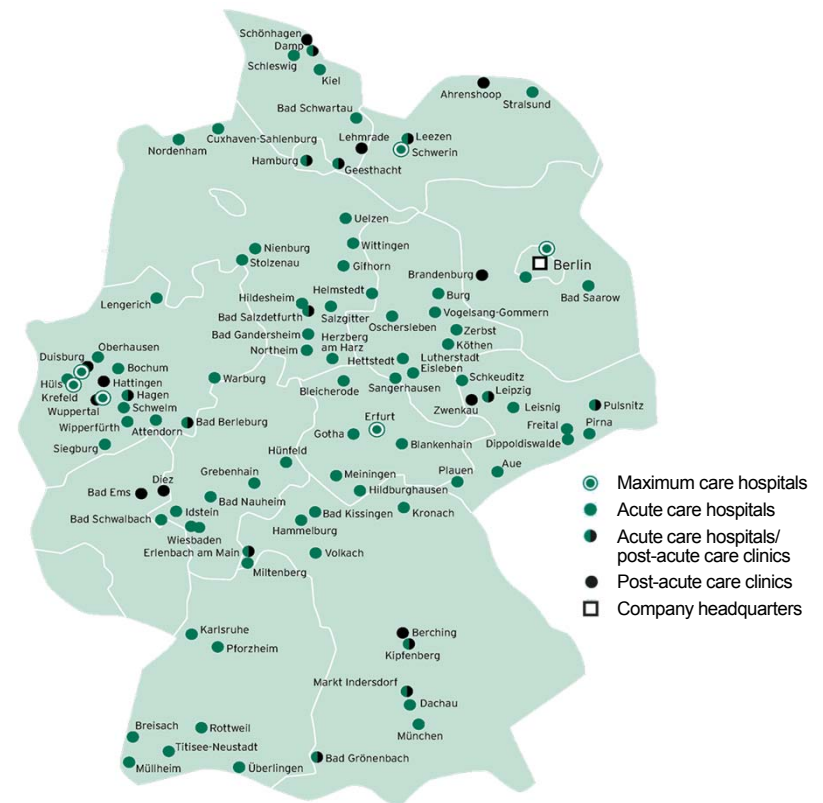 Schönhagen
Damp
Schleswig
Kiel
Ahrenshoop
Stralsund
Bad Schwartau
Cuxhaven-Sahlenburg
Lehmrade
Leezen
Nordenham
Schwerin
Hamburg
Geesthacht
Uelzen
Wittingen
Nienburg
Stolzenau
Gifhorn
Berlin
Brandenburg
Helmstedt
Burg
Bad Saarow
Lengerich
Hildesheim
Bad Salzdetfurth
Salzgitter
Vogelsang-Gommern
Oschersleben
Zerbst
Bad Gandersheim
Herzberg
am Harz
Köthen
Northeim
Oberhausen
Duisburg
Hettstedt
Lutherstadt
Eisleben
Bochum
Hüls
Hattingen
Warburg
Bleicherode
Sangerhausen
Schkeuditz
Krefeld
Hagen
Leipzig
Wuppertal
Schwelm
Zwenkau
Leisnig
Pulsnitz
Wipperfürth
Attendorn
Bad Berleburg
Erfurt
Freital
Pirna
Siegburg
Gotha
Blankenhain
Dippoldiswalde
Hünfeld
Aue
Grebenhain
Meiningen
Plauen
Diez
Bad Ems
Hildburghausen
Bad Nauheim
Idstein
Bad Kissingen
Kronach
Bad Schwalbach
Hammelburg
Wiesbaden
Erlenbach am Main
Volkach
Miltenberg
Karlsruhe
Berching
Pforzheim
Kipfenberg
Markt Indersdorf
Dachau
Breisach
Rottweil
München
Titisee-Neustadt
Müllheim
Überlingen
Bad Grönenbach
Maximum care hospitals
Acute care hospitals
Acute care hospitals/
post-acute care clinics
Post-acute care clinics
Company headquarters